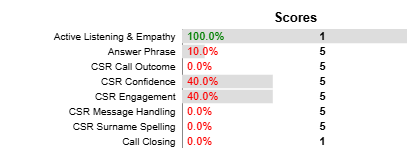 Scores
Active Listening & Empathy 100.0% 1
Answer Phrase 10.0% 5
CSR Call Outcome 0.0% 5
CSR Confidence 40.0% 5
CSR Engagement 40.0% 5
CSR Message Handling 0.0% 5
CSR Surname Spelling 0.0% 5
Call Closing 0.0% 1